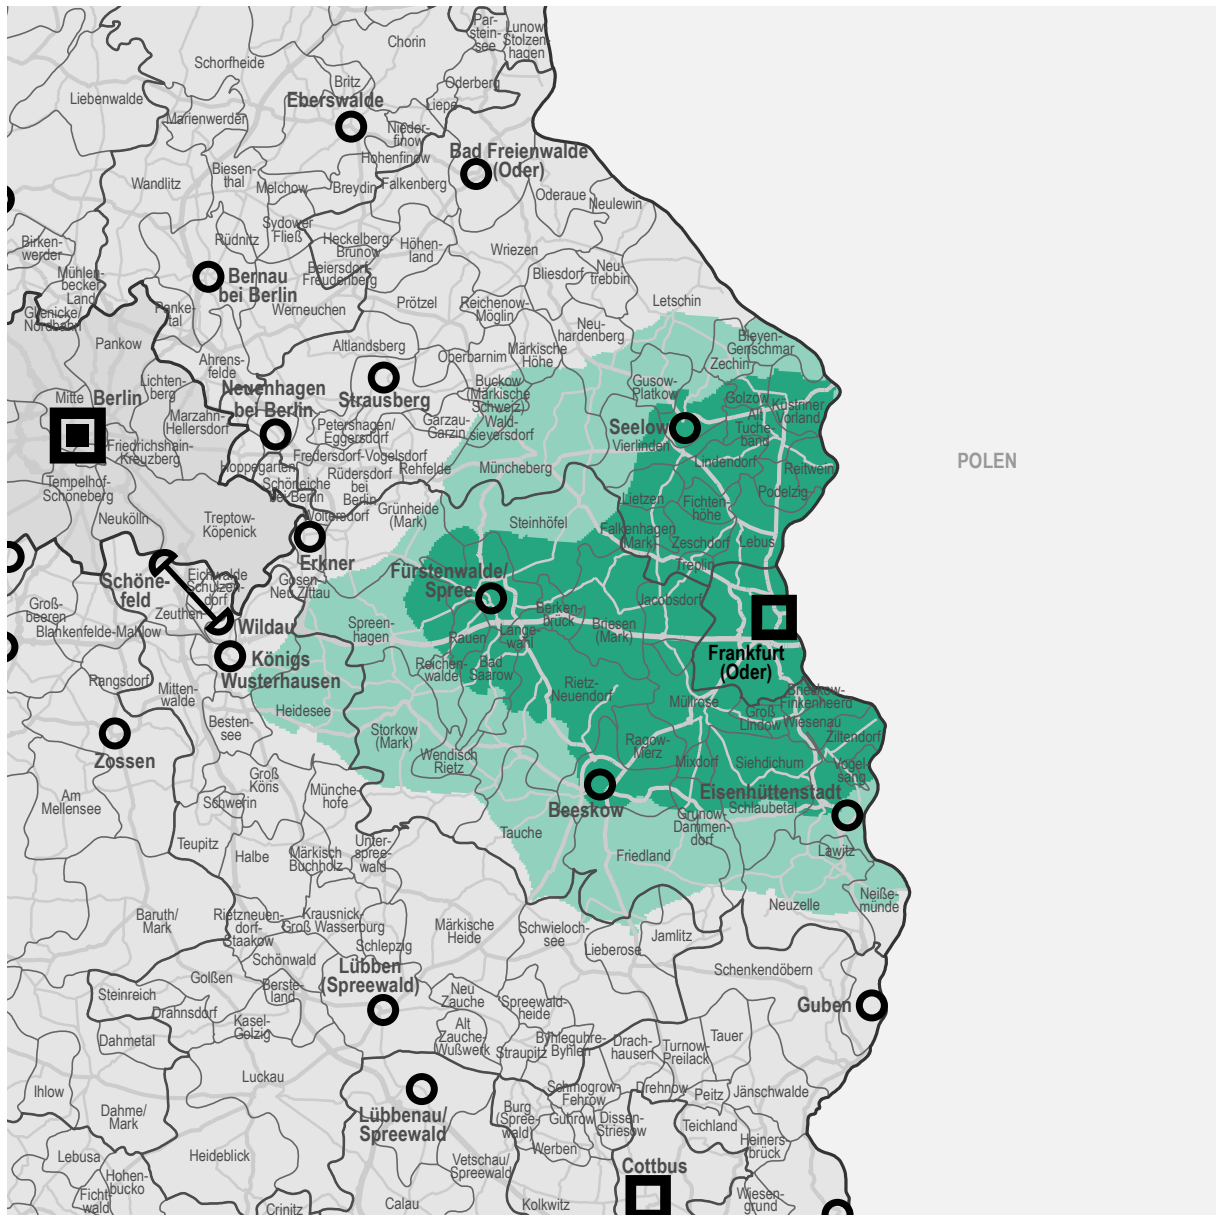 Par-
stein-
see
Lunow-
Stolzen-
hagen
Chorin
Schorfheide
Britz
Oderberg
Liebenwalde
Eberswalde
Liepe
Marienwerder
Nieder-
finow
Hohenfinow
Bad Freienwalde
(Oder)
Wandlitz
Biesen-
thal
Melchow
Breydin
Falkenberg
Oderaue
Neulewin
Sydower
Fließ
Rüdnitz
Heckelberg-
Brunow
Höhen-
land
Wriezen
Birken-
werder
Mühlen-
becker
Land
Bernau
bei Berlin
Beiersdorf-
Freudenberg
Bliesdorf
Neu-
trebbin
Glienicke/
Nordbahn
Panke-
tal
Werneuchen
Prötzel
Reichenow-
Möglin
Letschin
Pankow
Altlandsberg
Neu-
hardenberg
Bleyen-
Genschmar
Ahrens-
felde
Oberbarnim
Märkische
Höhe
Zechin
Lichten-
berg
Neuenhagen
bei Berlin
Strausberg
Buckow
(Märkische
Schweiz)
Gusow-
Platkow
Golzow
Küstriner
Vorland
Mitte
Berlin
Marzahn-
Hellersdorf
Petershagen/
Eggersdorf
Garzau-
Garzin
Wald-
sieversdorf
Seelow
Vierlinden
Alt
Tuche-
band
Friedrichshain-
Kreuzberg
Hoppegarten
Fredersdorf-Vogelsdorf
Rehfelde
Müncheberg
Lindendorf
Reitwein
POLEN
Tempelhof-
Schöneberg
Schöneiche
bei Berlin
Rüdersdorf
bei
Berlin
Lietzen
Podelzig
Neukölln
Treptow-
Köpenick
Woltersdorf
Grünheide
(Mark)
Steinhöfel
Fichten-
höhe
Falkenhagen
(Mark)
Zeschdorf
Lebus
Erkner
Treplin
Schöne-
feld
Eichwalde
Schulzen-
dorf
Gosen-
Neu Zittau
Fürstenwalde/
Spree
Groß-
beeren
Zeuthen
Berken-
brück
Jacobsdorf
Blankenfelde-Mahlow
Wildau
Spreen-
hagen
Rauen
Lange-
wahl
Briesen
(Mark)
Königs
Wusterhausen
Reichen-
walde
Bad
Saarow
Frankfurt
(Oder)
Rangsdorf
Mitten-
walde
Rietz-
Neuendorf
Müllrose
Brieskow-
Finkenheerd
Besten-
see
Heidesee
Groß
Lindow
Wiesenau
Ziltendorf
Storkow
(Mark)
Ragow-
Merz
Zossen
Wendisch
Rietz
Mixdorf
Siehdichum
Vogel-
sang
Groß
Köris
Am
Mellensee
Schwerin
Münche-
hofe
Beeskow
Eisenhüttenstadt
Schlaubetal
Tauche
Grunow-
Dammen-
dorf
Teupitz
Halbe
Märkisch
Buchholz
Unter-
spree-
wald
Friedland
Lawitz
Neiße-
münde
Neuzelle
Baruth/
Mark
Rietzneuen-
dorf-
Staakow
Krausnick-
Groß Wasserburg
Märkische
Heide
Schwieloch-
see
Schlepzig
Lieberose
Jamlitz
Schönwald
Lübben
(Spreewald)
Schenkendöbern
Golßen
Berste-
land
Steinreich
Neu
Zauche
Spreewald-
heide
Guben
Drahnsdorf
Kasel-
Golzig
Alt
Zauche-
Wußwerk
Straupitz
Byhleguhre-
Byhlen
Drach-
hausen
Tauer
Turnow-
Preilack
Dahmetal
Luckau
Schmogrow-
Fehrow
Drehnow
Peitz
Jänschwalde
Ihlow
Dahme/
Mark
Lübbenau/
Spreewald
Burg
(Spree-
wald)
Guhrow
Dissen-
Striesow
Teichland
Heiners-
brück
Lebusa
Heideblick
Werben
Vetschau/
Spreewald
Cottbus
Hohen-
bucko
Ficht-
wald
Crinitz
Calau
Kolkwitz
Wiesen-
grund